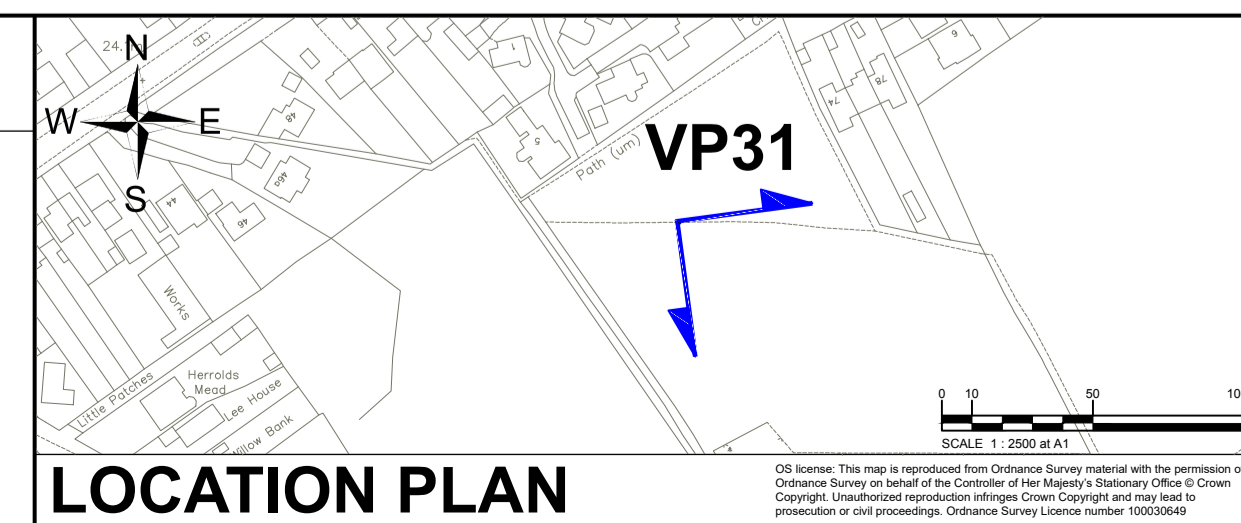 24.
N
W
E
S
48
46a
46
44
Works
Little Patches
Herrolds
Mead
Lee House
Willow Bank
1
5
Path (um)
VP31
74
78
6
0 10 50 10
SCALE 1 : 2500 at A1
LOCATION PLAN
OS license: This map is reproduced from Ordnance Survey material with the permission of
Ordnance Survey on behalf of the Controller of Her Majesty's Stationary Office © Crown
Copyright. Unauthorized reproduction infringes Crown Copyright and may lead to
prosecution or civil proceedings. Ordnance Survey Licence number 100030649